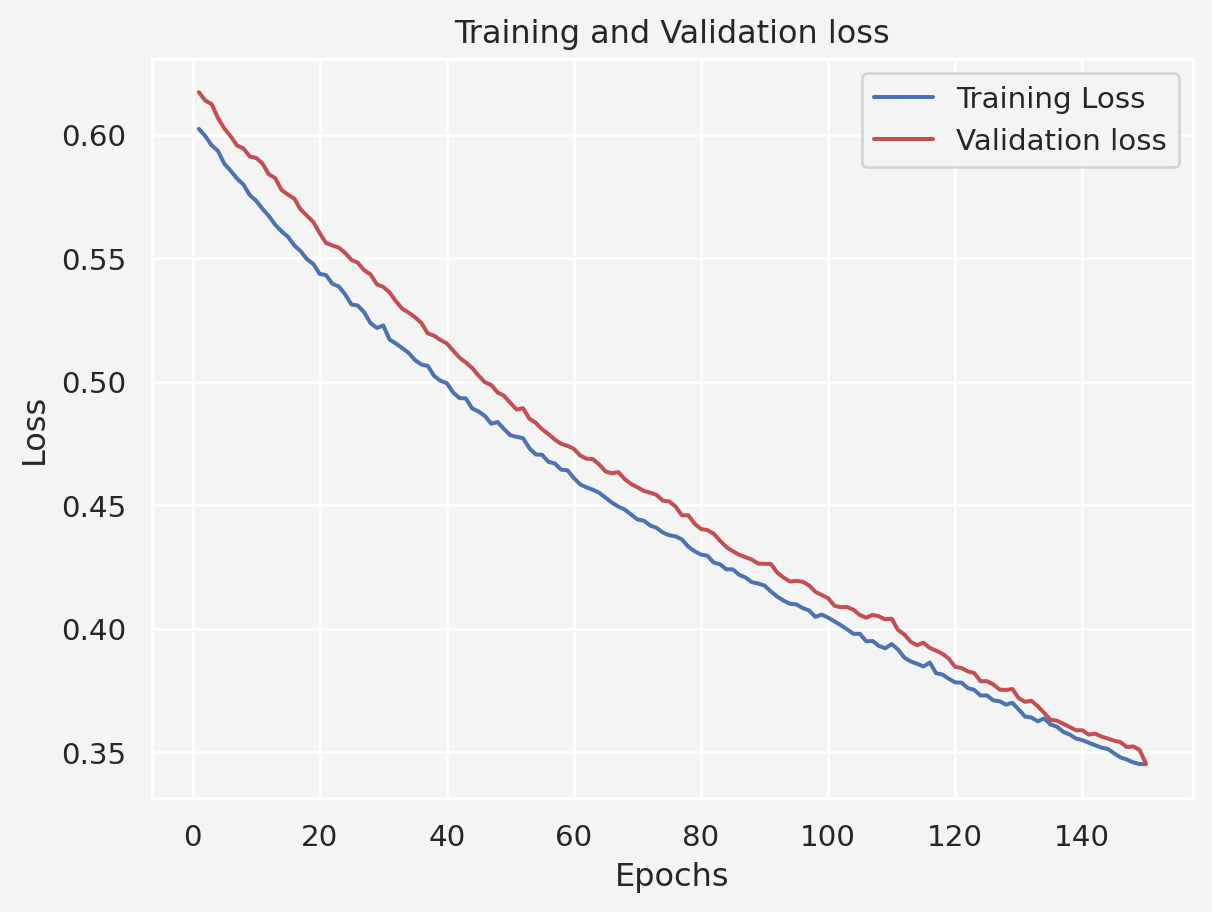 Training and Validation loss
Training Loss
Validation loss
0.60
0.55
0.50
0.45
0.40
0.35
Loss
0 20 40 60 80 100 120 140
Epochs